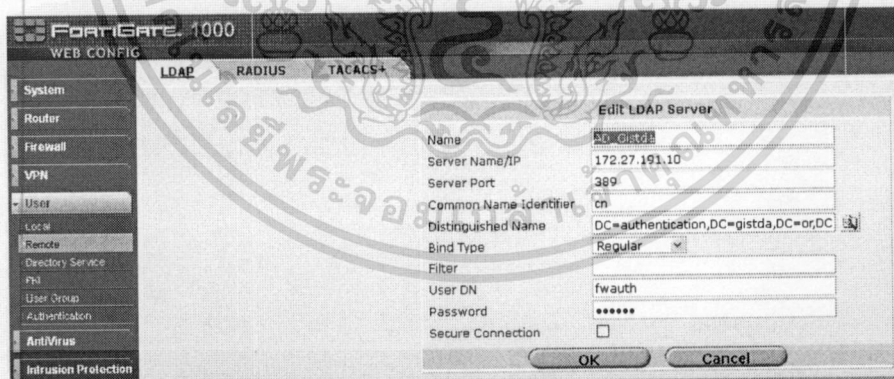 FORTIGATE 1000
WEB CONFIG
LDAP RADIUS TACACS+
System
Router
Firewall
VPN
User
Local
Remote
Directory Service
PKI
User Group
Authentication
AntiVirus
Intrusion Protection
Edit LDAP Server
Name AD_Gistda
Server Name/IP 172.27.191.10
Server Port 389
Common Name Identifier cn
Distinguished Name DC=authentication,DC=gistda,DC=or,DC
Bind Type Regular
Filter
User DN fwauth
Password ●●●●●●
Secure Connection
OK Cancel